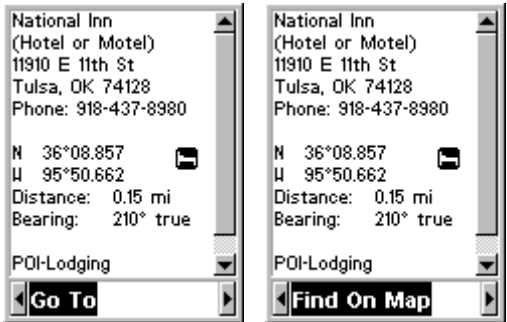 National Inn
(Hotel or Motel)
11910 E 11th St
Tulsa, OK 74128
Phone: 918-437-8980
N 36°08.857
W 95°50.662
Distance: 0.15 mi
Bearing: 210° true
POI-Lodging
Go To
National Inn
(Hotel or Motel)
11910 E 11th St
Tulsa, OK 74128
Phone: 918-437-8980
N 36°08.857
W 95°50.662
Distance: 0.15 mi
Bearing: 210° true
POI-Lodging
Find On Map